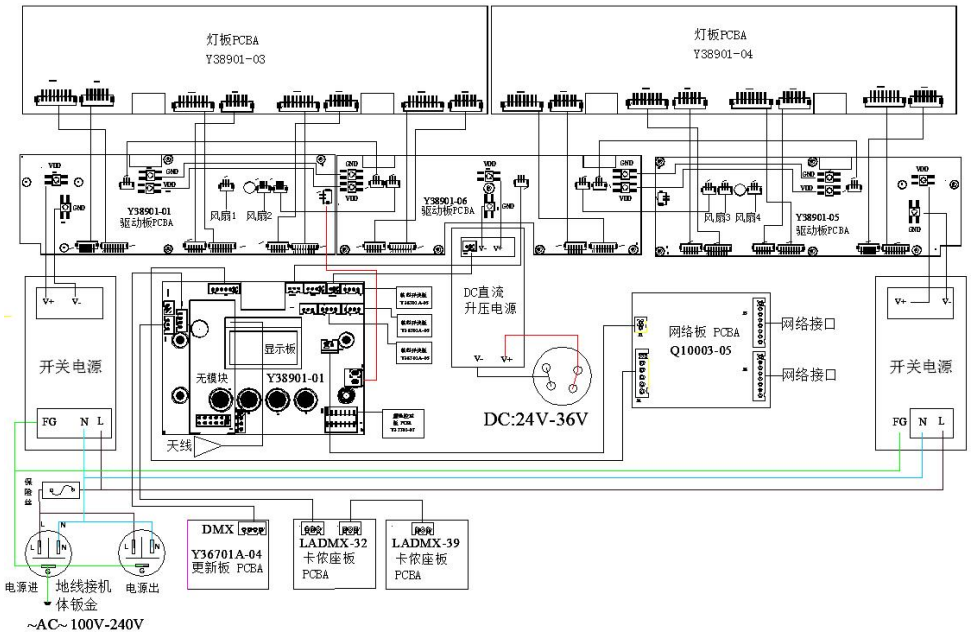 灯板PCBA
Y38901-03
灯板PCBA
Y38901-04
VDD
GND
GND
VDD
Y38901-01
驱动板PCBA
风扇1
风扇2
GND
VDD
VDD
GND
Y38901-06
驱动板PCBA
GND
VDD
风扇3
风扇4
GND
VDD
Y38901-05
驱动板PCBA
VDD
GND
V+
V-
开关电源
FG
N
L
显示板
无模块
Y38901-01
天线
V-
V+
DC直流
升压电源
V-
V+
DC:24V-36V
网络板 PCBA
Q10003-05
网络接口
网络接口
V+
V-
开关电源
FG
N
L
保险丝
L
N
L
N
G
L
N
G
电源进
地线接机
体钣金
电源出
~AC~ 100V-240V
DMX
Y36701A-04
更新板 PCBA
LADMX-32
卡侬座板
PCBA
LADMX-39
卡侬座板
PCBA